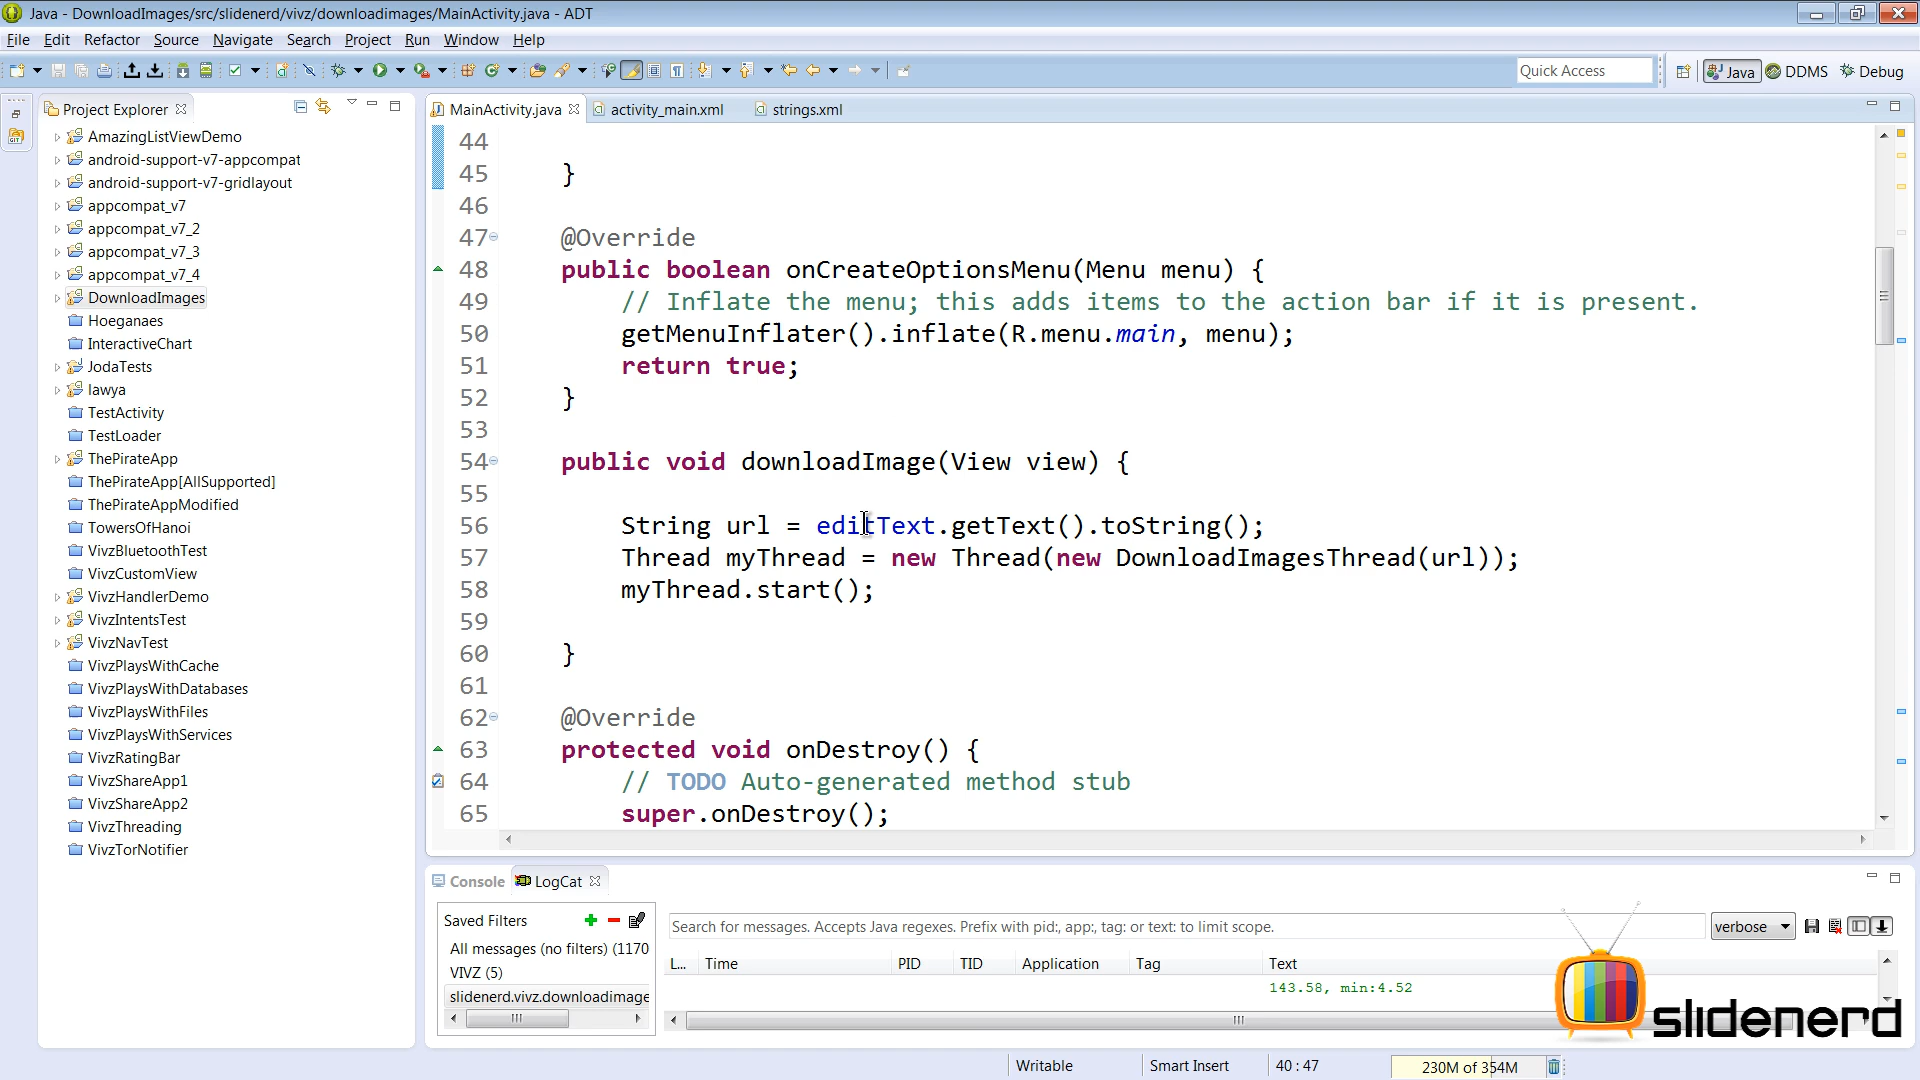 Java - DownloadImages/src/slidenerd/vivz/downloadimages/MainActivity.java - ADT
File Edit Refactor Source Navigate Search Project Run Window Help
Quick Access Java DDMS Debug
Project Explorer
AmazingListViewDemo
android-support-v7-appcompat
android-support-v7-gridlayout
appcompat_v7
appcompat_v7_2
appcompat_v7_3
appcompat_v7_4
DownloadImages
Hoeganaes
InteractiveChart
JodaTests
lawya
TestActivity
TestLoader
ThePirateApp
ThePirateApp[AllSupported]
ThePirateAppModified
TowersOfHanoi
VivzBluetoothTest
VivzCustomView
VivzHandlerDemo
VivzIntentsTest
VivzNavTest
VivzPlaysWithCache
VivzPlaysWithDatabases
VivzPlaysWithFiles
VivzPlaysWithServices
VivzRatingBar
VivzShareApp1
VivzShareApp2
VivzThreading
VivzTorNotifier
MainActivity.java activity_main.xml strings.xml
44
45 }
46
47 @Override
48 public boolean onCreateOptionsMenu(Menu menu) {
49 // Inflate the menu; this adds items to the action bar if it is present.
50 getMenuInflater().inflate(R.menu.main, menu);
51 return true;
52 }
53
54 public void downloadImage(View view) {
55
56 String url = editText.getText().toString();
57 Thread myThread = new Thread(new DownloadImagesThread(url));
58 myThread.start();
59
60 }
61
62 @Override
63 protected void onDestroy() {
64 // TODO Auto-generated method stub
65 super.onDestroy();
Console LogCat
Saved Filters
All messages (no filters) (1170
VIVZ (5)
slidenerd.vivz.downloadimage
Search for messages. Accepts Java regexes. Prefix with pid:, app:, tag: or text: to limit scope.
verbose
L... Time PID TID Application Tag Text
143.58, min:4.52
slidenerd
Writable Smart Insert 40 : 47 230M of 354M